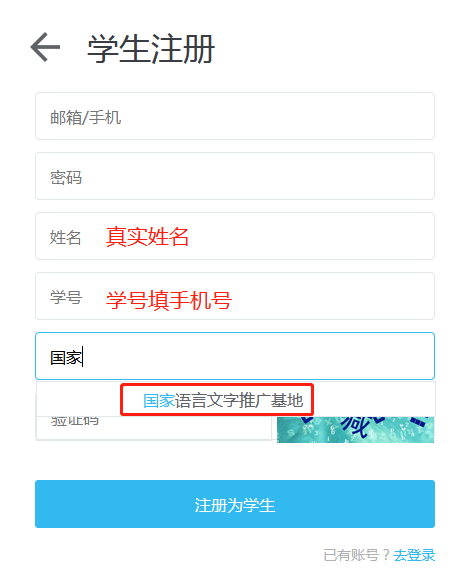 学生注册
邮箱/手机
密码
姓名 真实姓名
学号 学号填手机号
国家
国家语言文字推广基地
验证码
减
注册为学生
已有账号？去登录